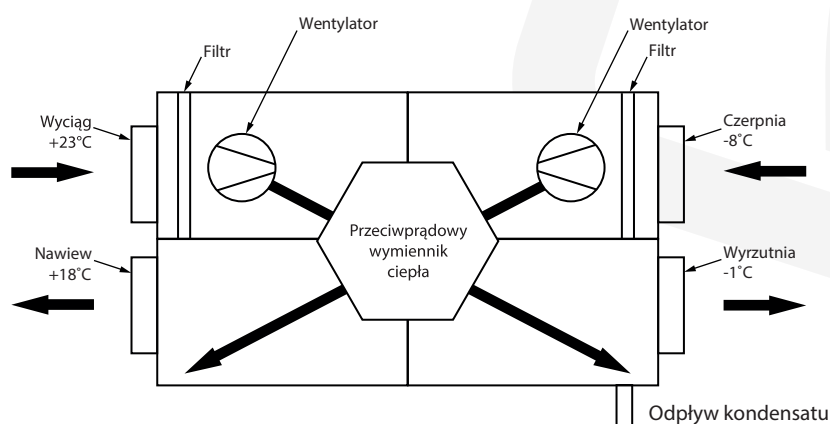 Wentylator
Filtr
Wentylator
Filtr
Wyciąg
+23°C
Czerpnia
-8°C
Przeciwprądowy
wymiennik
ciepła
Nawiew
+18°C
Wyrzutnia
-1°C
Odpływ kondensatu